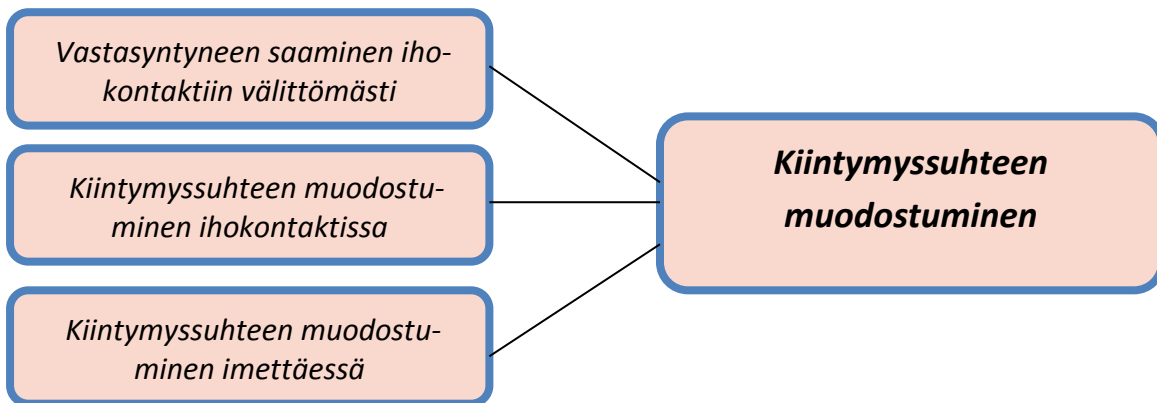 Vastasyntyneen saaminen iho-
kontaktiin välittömästi
Kiintymyssuhteen muodostu-
minen ihokontaktissa
Kiintymyssuhteen muodostu-
minen imettäessä
Kiintymyssuhteen
muodostuminen